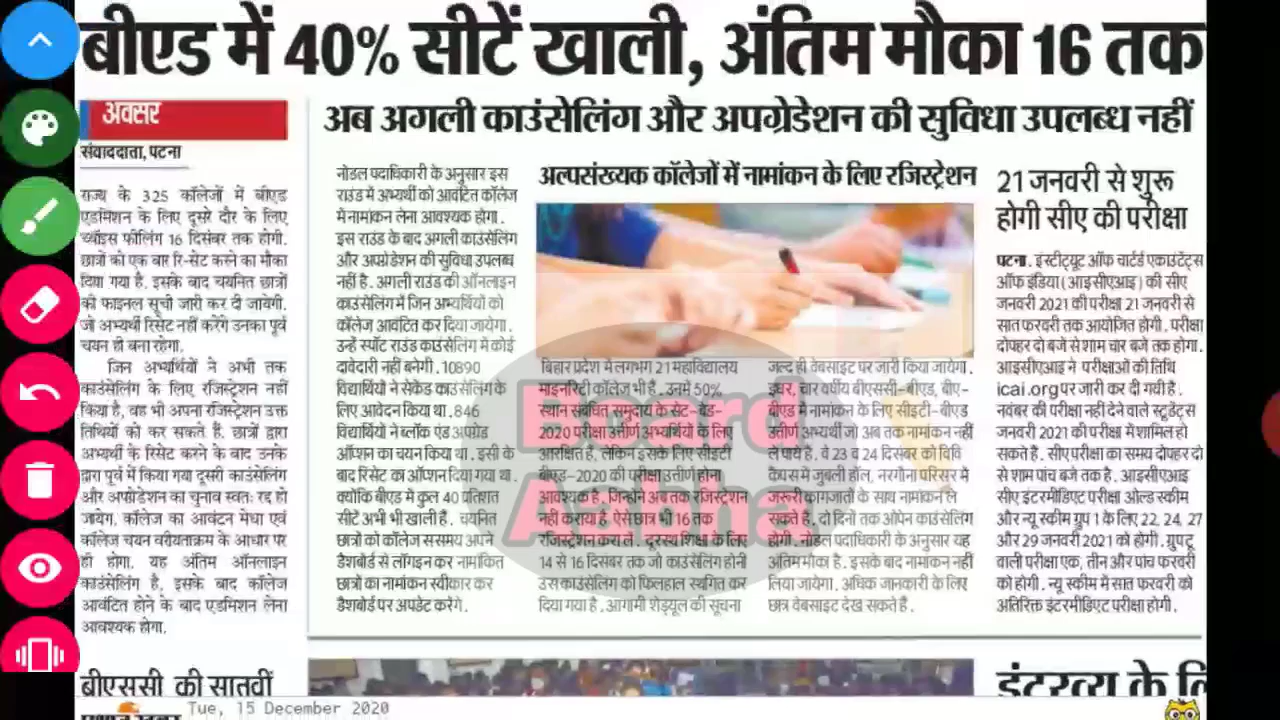 बीएड में 40% सीटें खाली, अंतिम मौका 16 तक
अवसर
अब अगली काउंसेलिंग और अपग्रेडेशन की सुविधा उपलब्ध नहीं
संवाददाता, पटना
राज्य के 325 कॉलेजों में बीएड
एडमिशन के लिए दूसरे दौर के लिए
च्वॉइस फीलिंग 16 दिसंबर तक होगी.
छात्रों को एक बार रि-सेट करने का मौका
दिया गया है. इसके बाद चयनित छात्रों
की फाइनल सूची जारी कर दी जायेगी.
जो अभ्यर्थी रिसेट नहीं करेंगे उनका पूर्व
चयन ही बना रहेगा.
जिन अभ्यर्थियों ने अभी तक
काउंसेलिंग के लिए रजिस्ट्रेशन नहीं
किया है, वह भी अपना रजिस्ट्रेशन उक्त
तिथियों को कर सकते हैं. छात्रों द्वारा
अभ्यर्थी के रिसेट करने के बाद उनके
द्वारा पूर्व में किया गया दूसरी काउंसेलिंग
और अपग्रेडेशन का चुनाव स्वतः रद्द हो
जायेगा, कॉलेज का आवंटन मेधा एवं
कॉलेज चयन वरीयताक्रम के आधार पर
ही होगा. यह अंतिम ऑनलाइन
काउंसेलिंग है, इसके बाद कॉलेज
आवंटित होने के बाद एडमिशन लेना
आवश्यक होगा.
नोडल पदाधिकारी के अनुसार इस
राउंड में अभ्यर्थी को आवंटित कॉलेज
में नामांकन लेना आवश्यक होगा.
इस राउंड के बाद अगली काउंसेलिंग
और अपग्रेडेशन की सुविधा उपलब्ध
नहीं है. अगली राउंड की ऑनलाइन
काउंसेलिंग में जिन अभ्यर्थियों को
कॉलेज आवंटित कर दिया जायेगा,
उन्हें स्पॉट राउंड काउंसेलिंग में कोई
दावेदारी नहीं बनेगी. 10890
विद्यार्थियों ने सेकेंड काउंसेलिंग के
लिए आवेदन किया था. 846
विद्यार्थियों ने ब्लॉक एंड अपग्रेड
ऑप्शन का चयन किया था. इसी के
बाद रिसेट का ऑप्शन दिया गया था.
क्योंकि बीएड में कुल 40 प्रतिशत
सीटें अभी भी खाली हैं. चयनित
छात्रों को कॉलेज ससमय अपने
डैशबोर्ड से लॉगिन कर नामांकित
छात्रों का नामांकन स्वीकार कर
डैशबोर्ड पर अपडेट करेंगे.
अल्पसंख्यक कॉलेजों में नामांकन के लिए रजिस्ट्रेशन
बिहार प्रदेश में लगभग 21 महाविद्यालय
माइनरिटी कॉलेज भी हैं. उनमें 50%
स्थान संबंधित समुदाय के सेट-बेड-
2020 परीक्षा उत्तीर्ण अभ्यर्थियों के लिए
आरक्षित है, लेकिन इसके लिए सीईटी
बीएड-2020 की परीक्षा उत्तीर्ण होना
आवश्यक है. जिन्होंने अब तक रजिस्ट्रेशन
नहीं कराया है, ऐसे छात्र भी 16 तक
रजिस्ट्रेशन करा लें. दूरस्थ शिक्षा के लिए
14 से 16 दिसंबर तक जो काउंसेलिंग होनी
उस काउंसेलिंग को फिलहाल स्थगित कर
दिया गया है. आगामी शेड्यूल की सूचना
जल्द ही वेबसाइट पर जारी किया जायेगा.
इधर, चार वर्षीय बीएससी-बीएड, बीए-
बीएड में नामांकन के लिए सीईटी-बीएड
उत्तीर्ण अभ्यर्थी जो अब तक नामांकन नहीं
ले पाये हैं. वे 23 व 24 दिसंबर को विवि
कैंपस में जुबली हॉल, नरगौना परिसर में
जरूरी कागजातों के साथ नामांकन ले
सकते हैं. दो दिनों तक ओपन काउंसेलिंग
होगी. नोडल पदाधिकारी के अनुसार यह
अंतिम मौका है. इसके बाद नामांकन नहीं
लिया जायेगा. अधिक जानकारी के लिए
छात्र वेबसाइट देख सकते हैं.
21 जनवरी से शुरू
होगी सीए की परीक्षा
पटना. इंस्टीट्यूट ऑफ चार्टर्ड एकाउंटेंट्स
ऑफ इंडिया (आइसीएआइ) की सीए
जनवरी 2021 की परीक्षा 21 जनवरी से
सात फरवरी तक आयोजित होगी. परीक्षा
दोपहर दो बजे से शाम चार बजे तक होगा.
आइसीएआइ ने परीक्षाओं की तिथि
icai.org पर जारी कर दी गयी है.
नवंबर की परीक्षा नहीं देने वाले स्टूडेंट्स
जनवरी 2021 की परीक्षा में शामिल हो
सकते हैं. सीए परीक्षा का समय दोपहर दो
से शाम पांच बजे तक है. आइसीएआइ
सीए इंटरमीडिएट परीक्षा ओल्ड स्कीम
और न्यू स्कीम ग्रुप 1 के लिए 22, 24, 27
और 29 जनवरी 2021 को होगी. ग्रुप टू
वाली परीक्षा एक, तीन और पांच फरवरी
को होगी. न्यू स्कीम में सात फरवरी को
अतिरिक्त इंटरमीडिएट परीक्षा होगी.
Board
Aabha
बीएससी की सातवीं
Tue, 15 December 2020